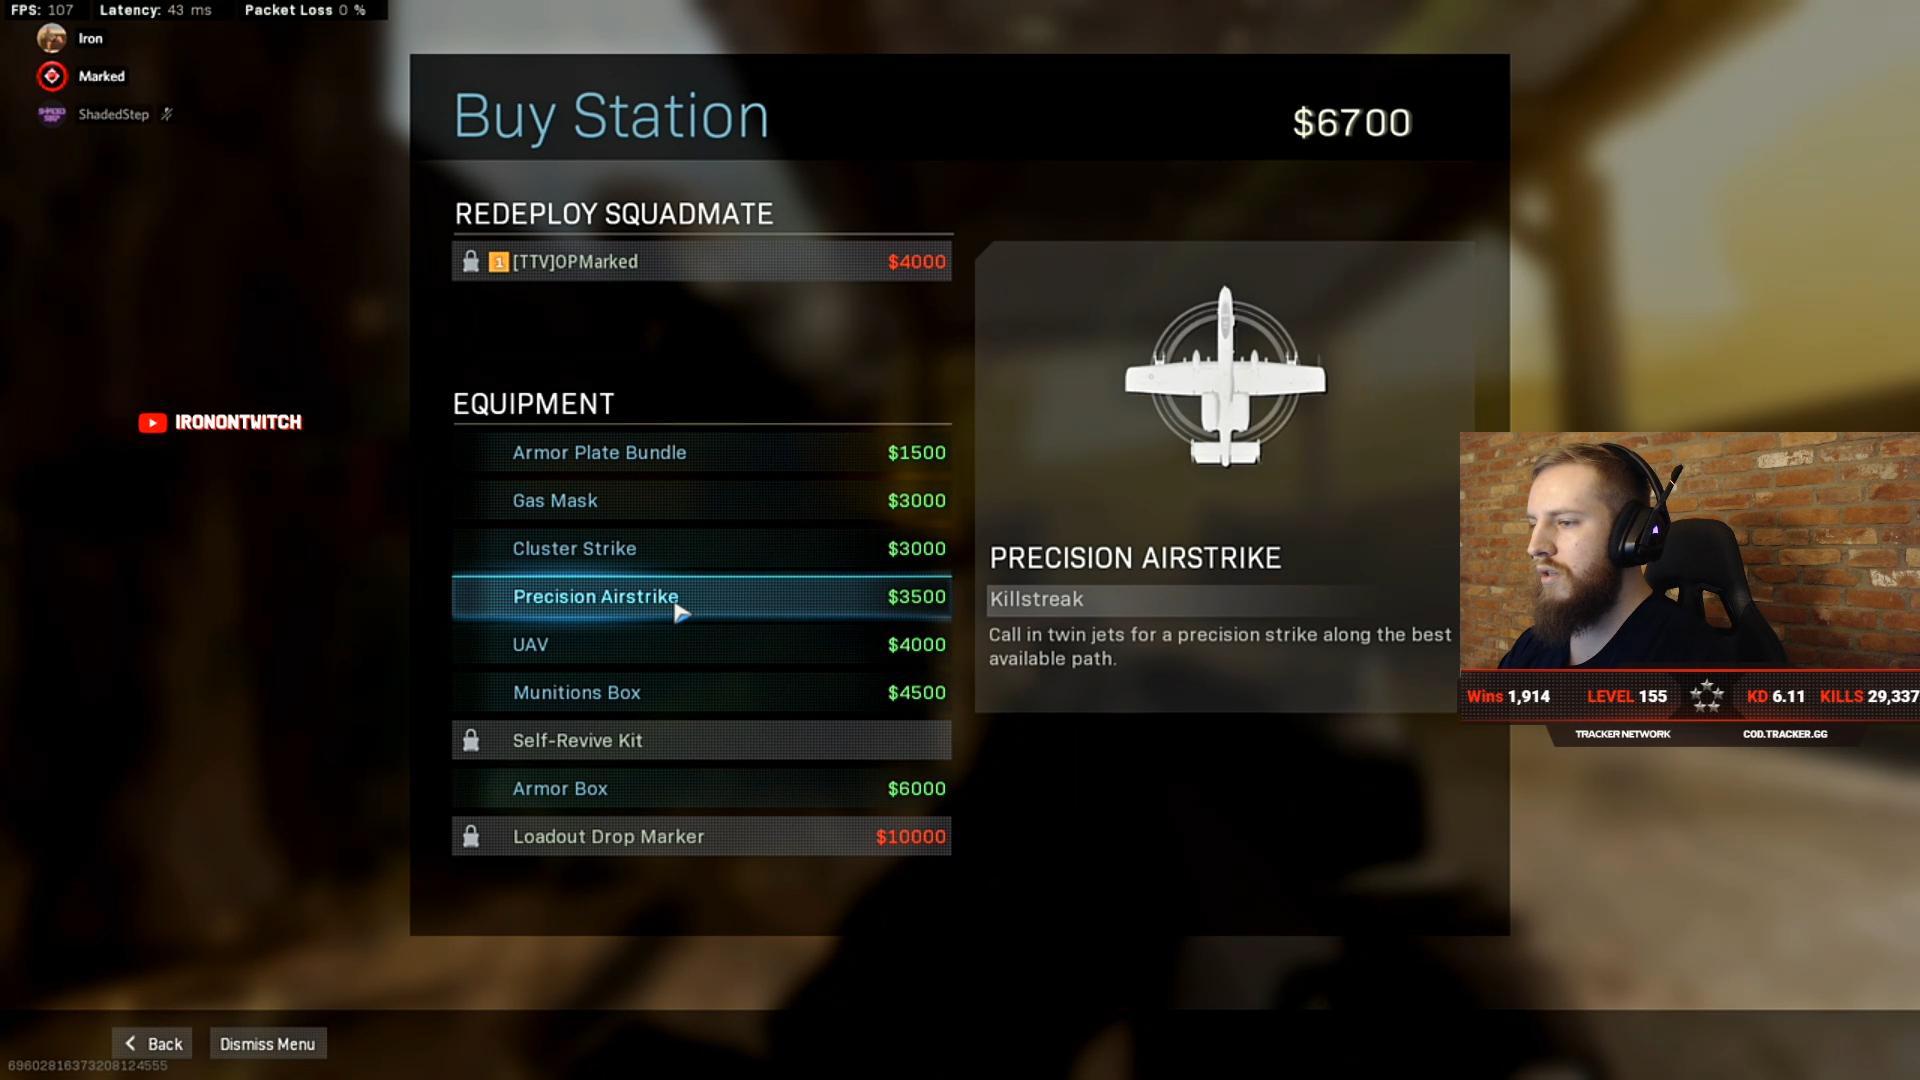 FPS: 107 Latency: 43 ms Packet Loss 0 %
Iron
Marked
ShadedStep
Buy Station
$6700
REDEPLOY SQUADMATE
1 [TTV]OPMarked $4000
EQUIPMENT
Armor Plate Bundle $1500
Gas Mask $3000
Cluster Strike $3000
Precision Airstrike $3500
UAV $4000
Munitions Box $4500
Self-Revive Kit
Armor Box $6000
Loadout Drop Marker $10000
PRECISION AIRSTRIKE
Killstreak
Call in twin jets for a precision strike along the best
available path.
IRONONTWITCH
Wins 1,914 LEVEL 155 KD 6.11 KILLS 29,337
TRACKER NETWORK COD.TRACKER.GG
Back
Dismiss Menu
69602816373208124555